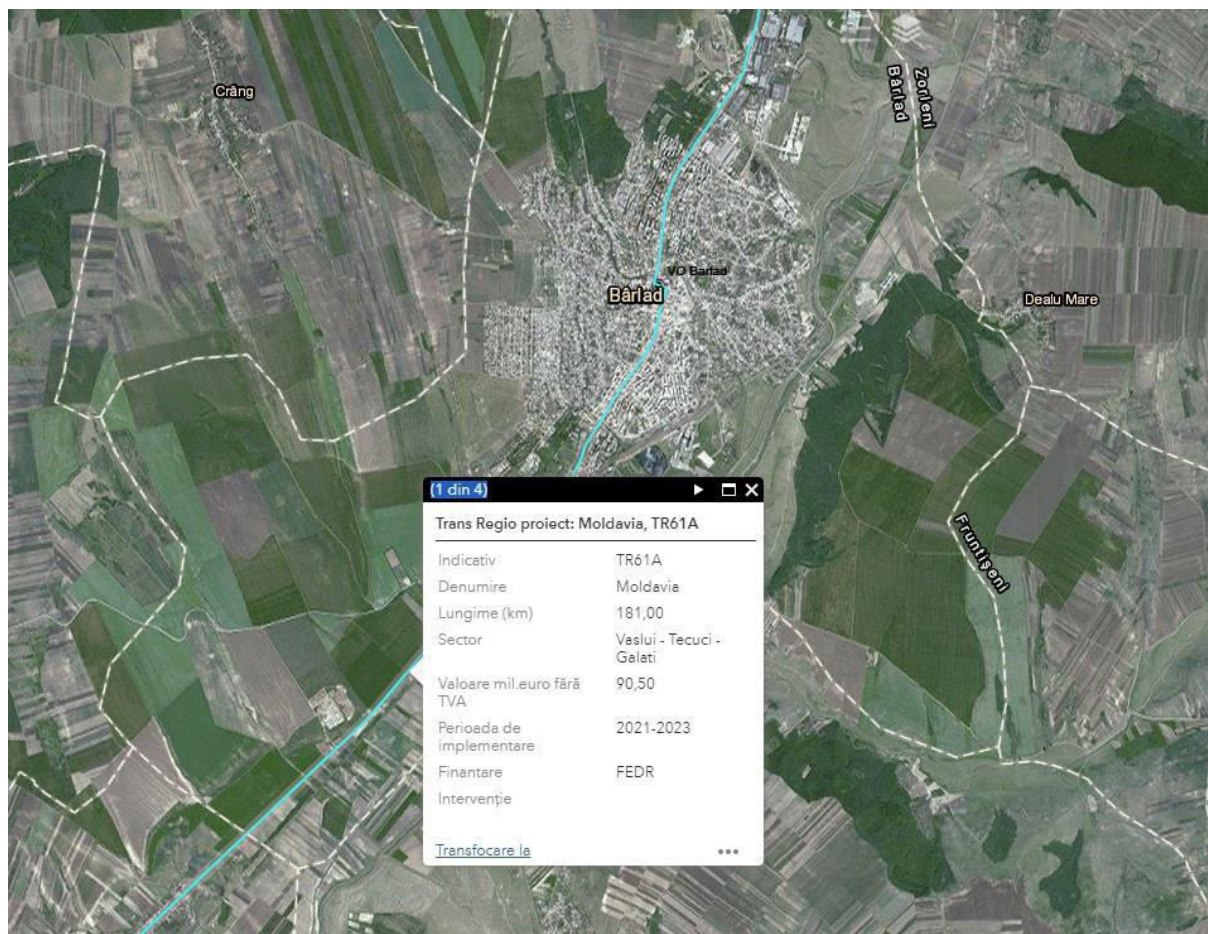 Crâng
Zorleni
Bârlad
VO Barlad
Bârlad
Dealu Mare
Fruntișeni
(1 din 4)
Trans Regio proiect: Moldavia, TR61A
Indicativ TR61A
Denumire Moldavia
Lungime (km) 181,00
Sector Vaslui - Tecuci -
Galati
Valoare mil.euro fără 90,50
TVA
Perioada de 2021-2023
implementare
Finantare FEDR
Intervenție
Transfocare la